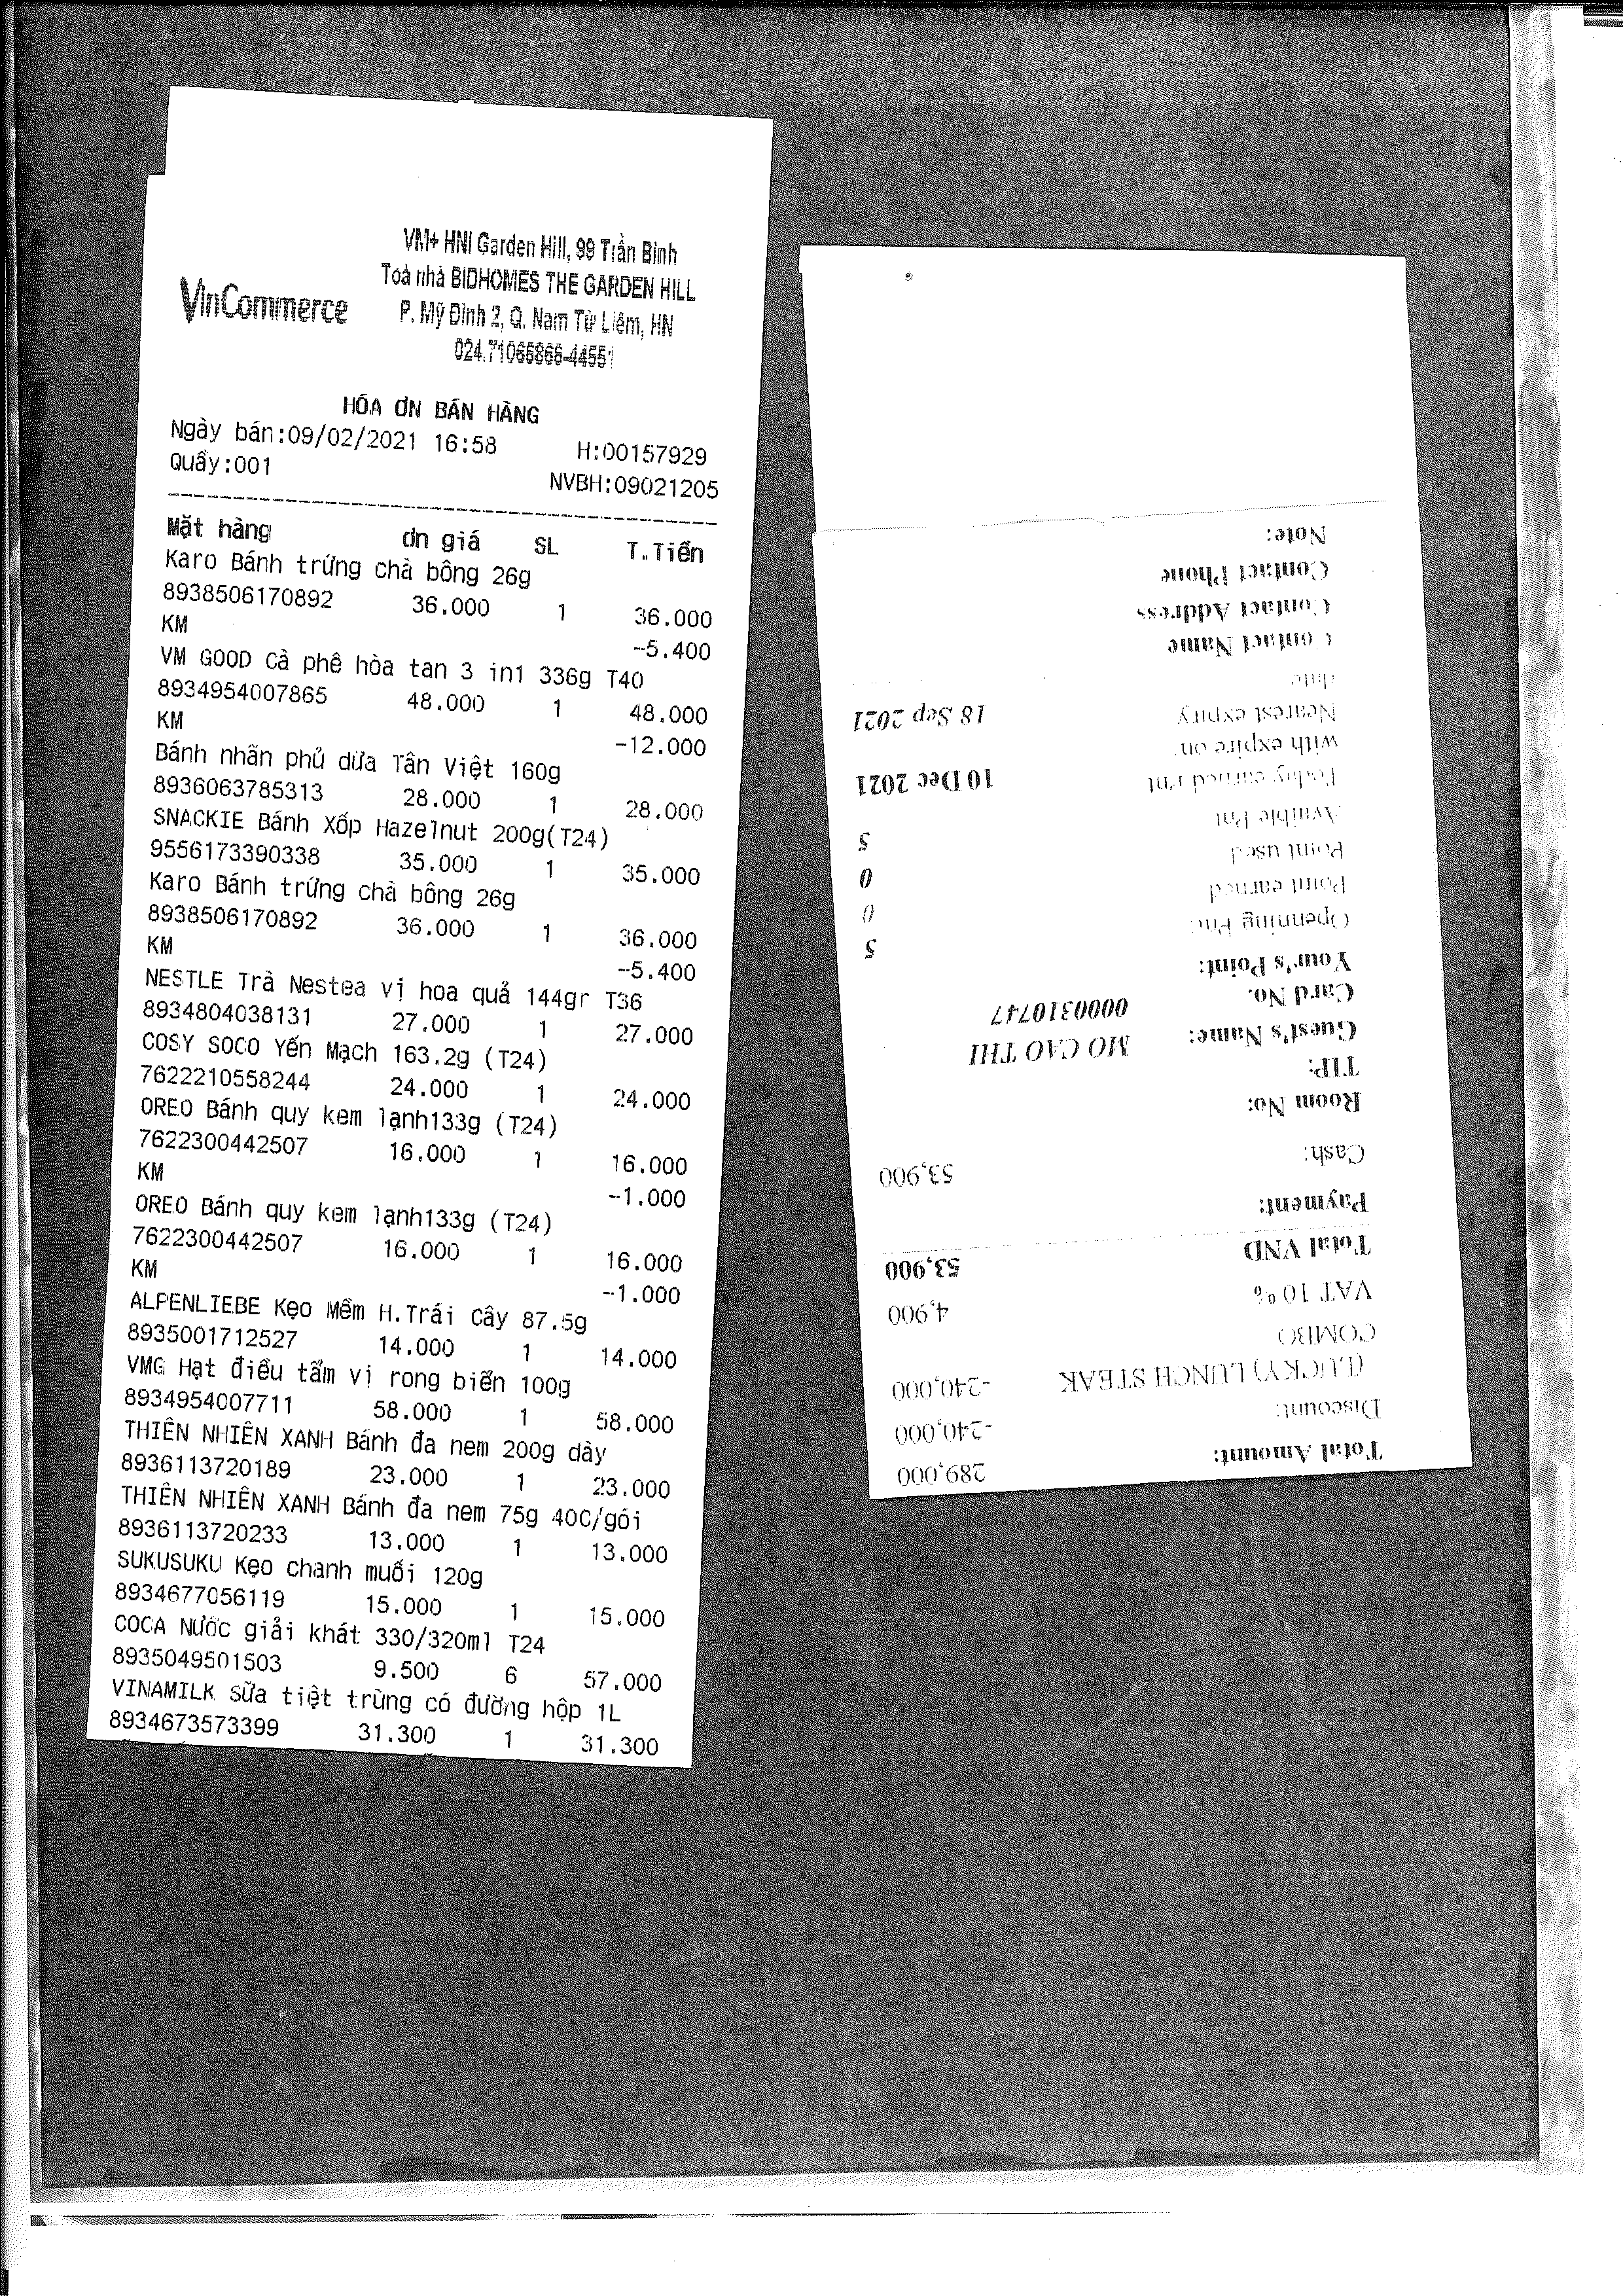 VM+ HNI Garden Hill, 99 Trần Bình
Toà nhà BIDHOMES THE GARDEN HILL
VinCommerce
P. Mỹ Đình 2, Q. Nam Từ Liêm, HN
024.71066866-44551
HÓA ƠN BÁN HÀNG
Ngày bán:09/02/2021 16:58 H:00157929
Quầy:001 NVBH:09021205
Mặt hàng ơn giá SL T.Tiền
Karo Bánh trứng chà bông 26g
8938506170892 36.000 1 36.000
KM -5.400
VM GOOD Cà phê hòa tan 3 in1 336g T40
8934954007865 48.000 1 48.000
KM -12.000
Bánh nhãn phủ dừa Tân Việt 160g
8936063785313 28.000 1 28.000
SNACKIE Bánh Xốp Hazelnut 200g(T24)
9556173390338 35.000 1 35.000
Karo Bánh trứng chà bông 26g
8938506170892 36.000 1 36.000
KM -5.400
NESTLE Trà Nestea vị hoa quả 144gr T36
8934804038131 27.000 1 27.000
COSY SOCO Yến Mạch 163.2g (T24)
7622210558244 24.000 1 24.000
OREO Bánh quy kem lạnh133g (T24)
7622300442507 16.000 1 16.000
KM -1.000
OREO Bánh quy kem lạnh133g (T24)
7622300442507 16.000 1 16.000
KM -1.000
ALPENLIEBE Kẹo Mềm H.Trái Cây 87.5g
8935001712527 14.000 1 14.000
VMG Hạt điều tẩm vị rong biển 100g
8934954007711 58.000 1 58.000
THIÊN NHIÊN XANH Bánh đa nem 200g dày
8936113720189 23.000 1 23.000
THIÊN NHIÊN XANH Bánh đa nem 75g 40C/gói
8936113720233 13.000 1 13.000
SUKUSUKU Kẹo chanh muối 120g
8934677056119 15.000 1 15.000
COCA Nước giải khát 330/320ml T24
8935049501503 9.500 6 57.000
VINAMILK Sữa tiệt trùng có đường hộp 1L
8934673573399 31.300 1 31.300
Total Amount: 289,000
Discount: -240,000
(LUCKY) LUNCH STEAK -240,000
COMBO
VAT 10% 4,900
Total VND 53,900
Payment:
Cash: 53,900
Room No:
TIP:
Guest's Name: MO CAO THI
Card No. 0000310747
Your's Point:
Openning Pnt: 5
Point earned 0
Point used 0
Avaible Pnt 5
Today earned Pnt
with expire on 10 Dec 2021
Nearest expiry 18 Sep 2021
date
Contact Name
Contact Address
Contact Phone
Note: